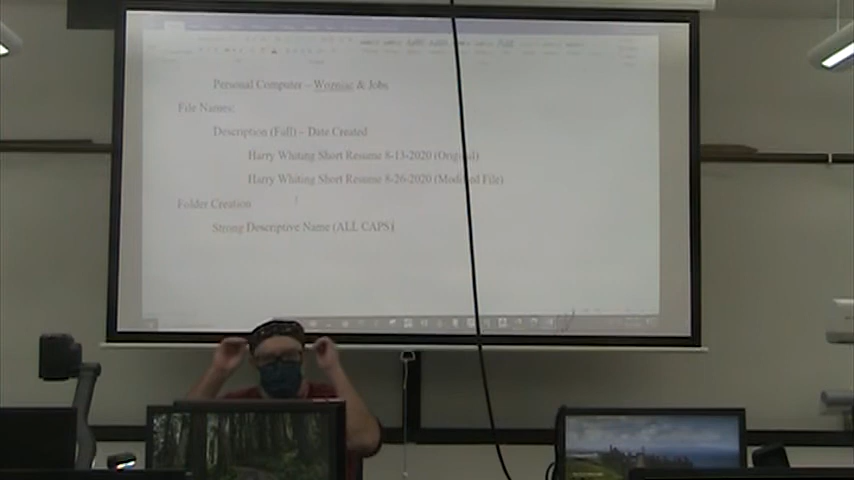 Personal Computer – Wozniac & Jobs
File Names:
Description (Full) – Date Created
Harry Whiting Short Resume 8-13-2020 (Original)
Harry Whiting Short Resume 8-26-2020 (Modified File)
Folder Creation
Strong Descriptive Name (ALL CAPS)